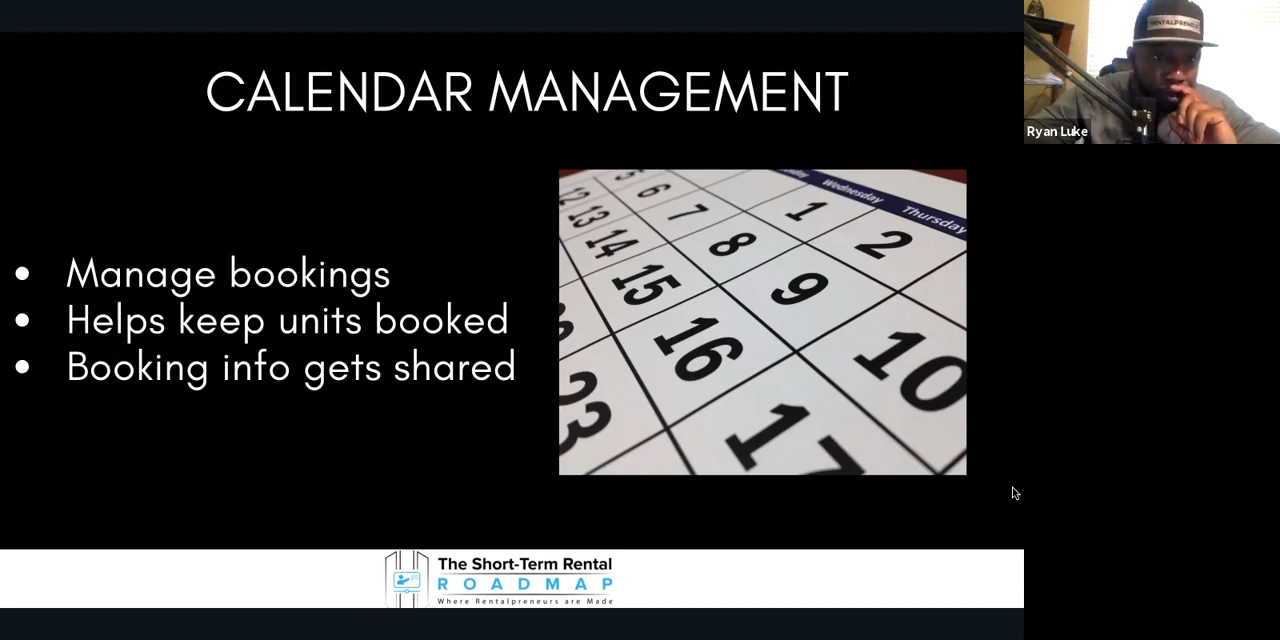 CALENDAR MANAGEMENT
RENTALPRENEUR
Ryan Luke
Wednesday
Thursday
5 6 7 1 2
12 13 14 8 9 10
15 16 17
23
• Manage bookings
• Helps keep units booked
• Booking info gets shared
The Short-Term Rental
ROADMAP
Where Rentalpreneurs are Made